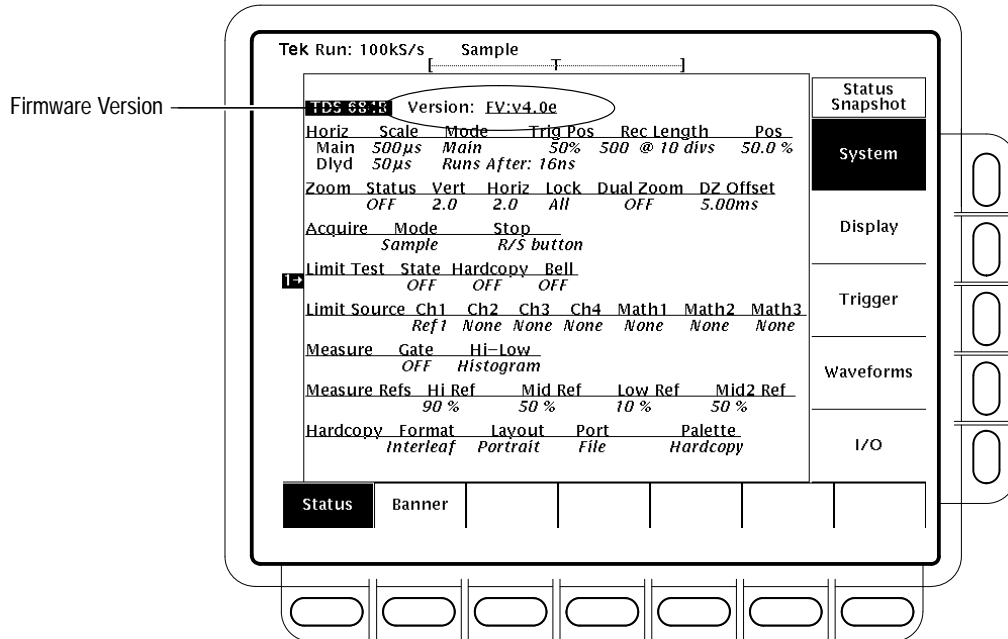 Tek Run: 100kS/s Sample
[ T ]
Firmware Version
Version: FV:v4.0e
Horiz Scale Mode Trig Pos Rec Length Pos
Main 500µs Main 50% 500 @ 10 divs 50.0 %
Dlyd 50µs Runs After: 16ns
Zoom Status Vert Horiz Lock Dual Zoom DZ Offset
OFF 2.0 2.0 All OFF 5.00ms
Acquire Mode Stop
Sample R/S button
1→
Limit Test State Hardcopy Bell
OFF OFF OFF
Limit Source Ch1 Ch2 Ch3 Ch4 Math1 Math2 Math3
Ref1 None None None None None None
Measure Gate Hi–Low
OFF Histogram
Measure Refs Hi Ref Mid Ref Low Ref Mid2 Ref
90 % 50 % 10 % 50 %
Hardcopy Format Layout Port Palette
Interleaf Portrait File Hardcopy
Status
Snapshot
System
Display
Trigger
Waveforms
I/O
Status Banner